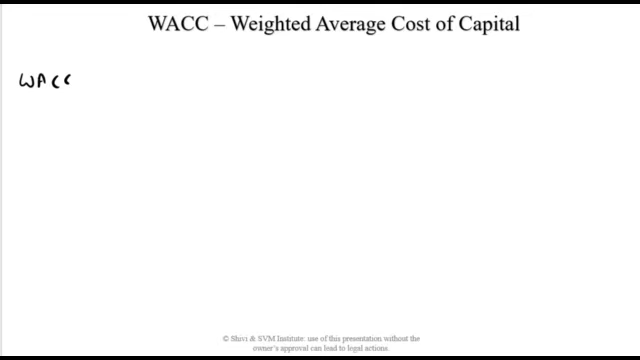 WACC – Weighted Average Cost of Capital
WACC
© Shivi & SVM Institute: use of this presentation without the
owner's approval can lead to legal actions.